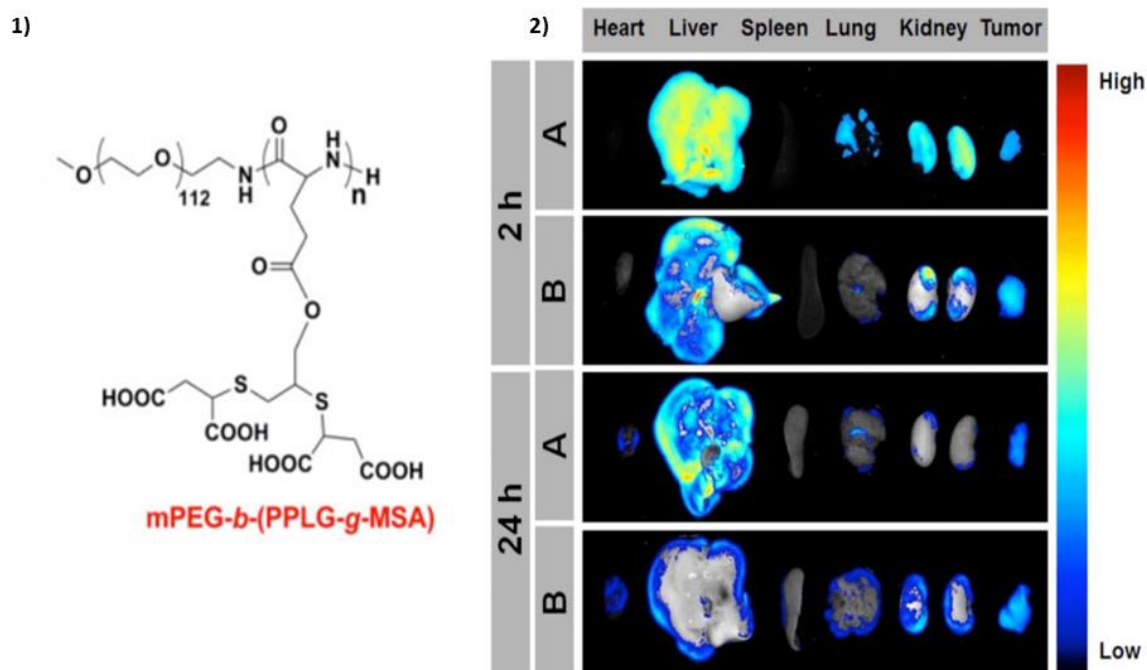 1)
O
O
O
112
N
H
O
H
N
H
n
O
O
HOOC
S
COOH
S
HOOC
COOH
mPEG-b-(PPLG-g-MSA)
2)
Heart Liver Spleen Lung Kidney Tumor
2 h
A
B
24 h
A
B
High
Low